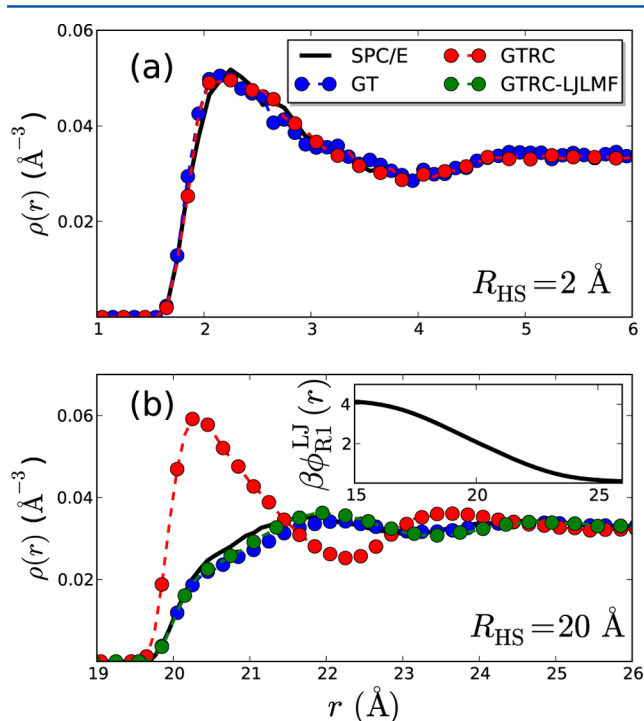 0.06
(a)
SPC/E
GTRC
GT
GTRC-LJLMF
0.04
ρ(r) (Å⁻³)
0.02
R_HS = 2 Å
1 2 3 4 5 6
(b)
0.06
4
2
βϕ_R1^LJ(r)
15 20 25
0.04
ρ(r) (Å⁻³)
0.02
R_HS = 20 Å
19 20 21 22 23 24 25 26
r (Å)